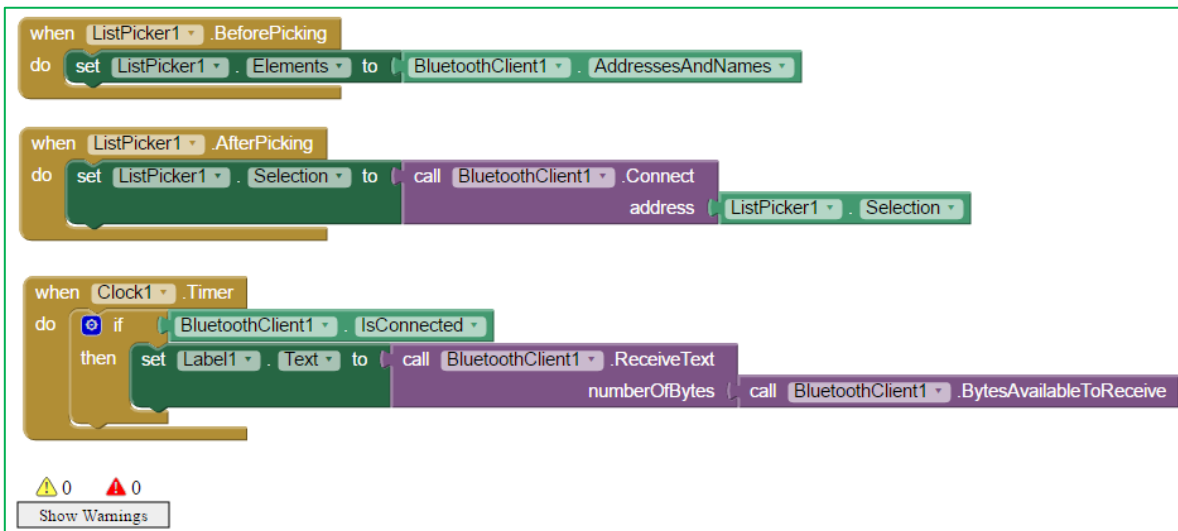 when ListPicker1 .BeforePicking
do set ListPicker1 . Elements to BluetoothClient1 . AddressesAndNames
when ListPicker1 .AfterPicking
do set ListPicker1 . Selection to call BluetoothClient1 .Connect
address ListPicker1 . Selection
when Clock1 .Timer
do if BluetoothClient1 . IsConnected
then set Label1 . Text to call BluetoothClient1 .ReceiveText
numberOfBytes call BluetoothClient1 .BytesAvailableToReceive
0 0
Show Warnings